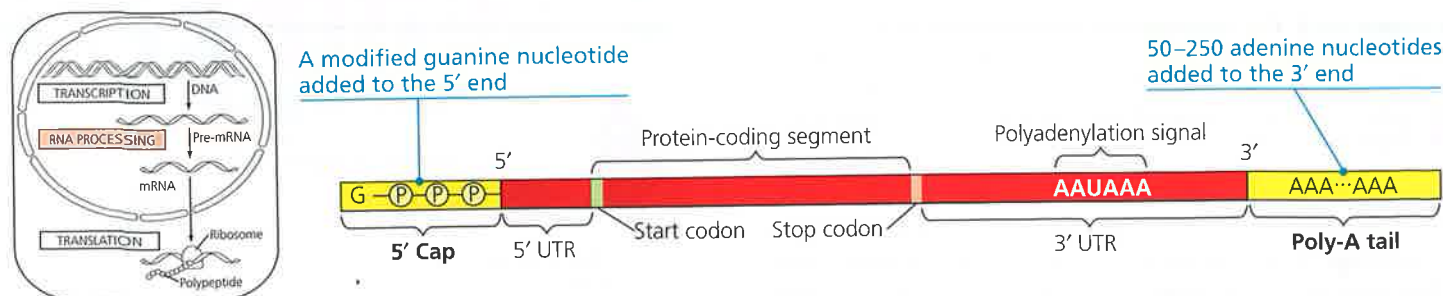 TRANSCRIPTION
DNA
RNA PROCESSING
Pre-mRNA
mRNA
TRANSLATION
Ribosome
Polypeptide
A modified guanine nucleotide
added to the 5′ end
50–250 adenine nucleotides
added to the 3′ end
Protein-coding segment
Polyadenylation signal
5′
3′
G P P P
AAUAAA
AAA···AAA
5′ Cap
5′ UTR
Start codon
Stop codon
3′ UTR
Poly-A tail